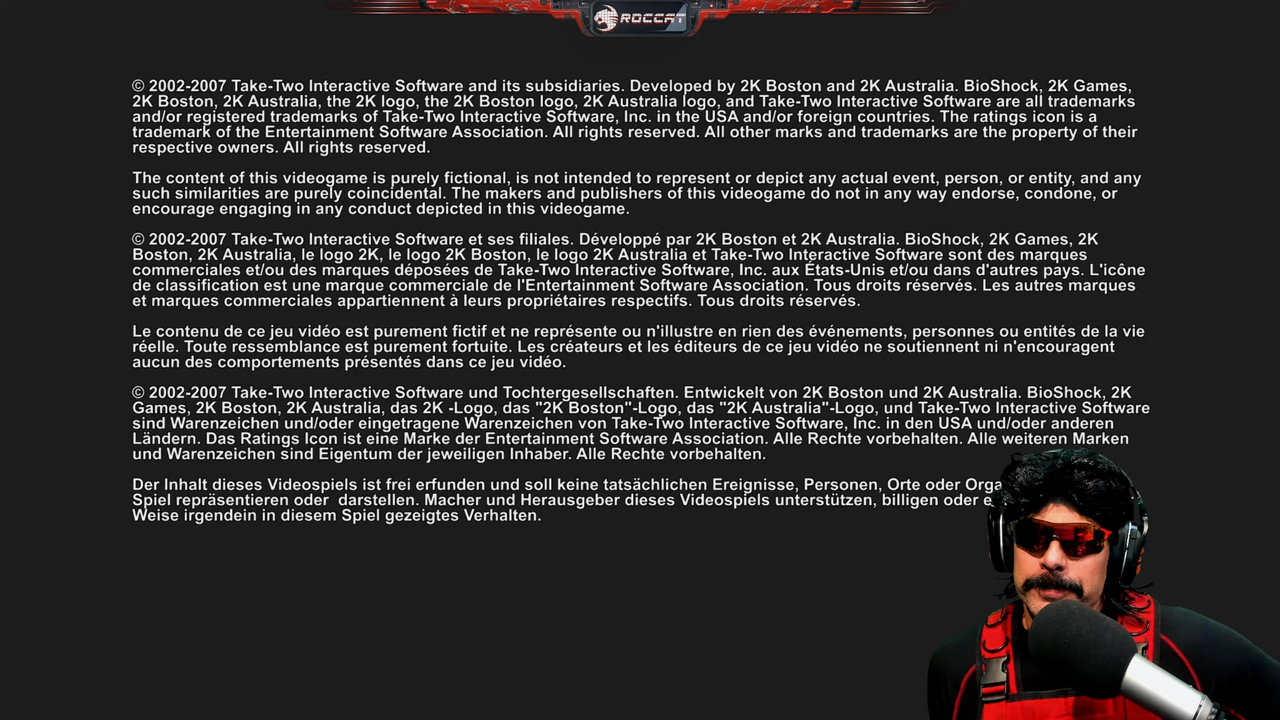 ROCCAT
© 2002-2007 Take-Two Interactive Software and its subsidiaries. Developed by 2K Boston and 2K Australia. BioShock, 2K Games,
2K Boston, 2K Australia, the 2K logo, the 2K Boston logo, 2K Australia logo, and Take-Two Interactive Software are all trademarks
and/or registered trademarks of Take-Two Interactive Software, Inc. in the USA and/or foreign countries. The ratings icon is a
trademark of the Entertainment Software Association. All rights reserved. All other marks and trademarks are the property of their
respective owners. All rights reserved.
The content of this videogame is purely fictional, is not intended to represent or depict any actual event, person, or entity, and any
such similarities are purely coincidental. The makers and publishers of this videogame do not in any way endorse, condone, or
encourage engaging in any conduct depicted in this videogame.
© 2002-2007 Take-Two Interactive Software et ses filiales. Développé par 2K Boston et 2K Australia. BioShock, 2K Games, 2K
Boston, 2K Australia, le logo 2K, le logo 2K Boston, le logo 2K Australia et Take-Two Interactive Software sont des marques
commerciales et/ou des marques déposées de Take-Two Interactive Software, Inc. aux États-Unis et/ou dans d'autres pays. L'icône
de classification est une marque commerciale de l'Entertainment Software Association. Tous droits réservés. Les autres marques
et marques commerciales appartiennent à leurs propriétaires respectifs. Tous droits réservés.
Le contenu de ce jeu vidéo est purement fictif et ne représente ou n'illustre en rien des événements, personnes ou entités de la vie
réelle. Toute ressemblance est purement fortuite. Les créateurs et les éditeurs de ce jeu vidéo ne soutiennent ni n'encouragent
aucun des comportements présentés dans ce jeu vidéo.
© 2002-2007 Take-Two Interactive Software und Tochtergesellschaften. Entwickelt von 2K Boston und 2K Australia. BioShock, 2K
Games, 2K Boston, 2K Australia, das 2K -Logo, das "2K Boston"-Logo, das "2K Australia"-Logo, und Take-Two Interactive Software
sind Warenzeichen und/oder eingetragene Warenzeichen von Take-Two Interactive Software, Inc. in den USA und/oder anderen
Ländern. Das Ratings Icon ist eine Marke der Entertainment Software Association. Alle Rechte vorbehalten. Alle weiteren Marken
und Warenzeichen sind Eigentum der jeweiligen Inhaber. Alle Rechte vorbehalten.
Der Inhalt dieses Videospiels ist frei erfunden und soll keine tatsächlichen Ereignisse, Personen, Orte oder
Spiel repräsentieren oder darstellen. Macher und Herausgeber dieses Videospiels unterstützen, billigen oder
Weise irgendein in diesem Spiel gezeigtes Verhalten.